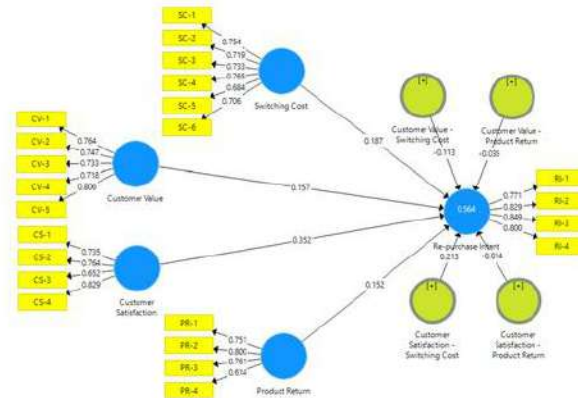 SC-1
SC-2
SC-3
SC-4
SC-5
SC-6
0.754
0.719
0.733
0.765
0.684
0.706
Switching Cost
CV-1
CV-2
CV-3
CV-4
CV-5
0.764
0.747
0.733
0.718
0.809
Customer Value
CS-1
CS-2
CS-3
CS-4
0.735
0.764
0.652
0.829
Customer
Satisfaction
PR-1
PR-2
PR-3
PR-4
0.751
0.800
0.761
0.614
Product Return
0.187
0.157
0.352
0.152
[+]
Customer Value -
Switching Cost
-0.113
[+]
Customer Value -
Product Return
-0.035
0.564
Re-purchase Intent
0.771
0.829
0.849
0.800
RI-1
RI-2
RI-3
RI-4
0.213
[+]
Customer
Satisfaction -
Switching Cost
-0.014
[+]
Customer
Satisfaction -
Product Return